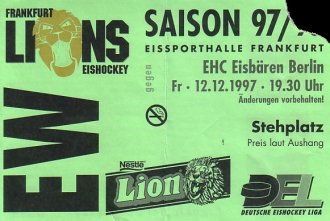 FRANKFURT
LIONS
EISHOCKEY
SAISON 97/
EISSPORTHALLE FRANKFURT
gegen
EHC Eisbären Berlin
Fr · 12.12.1997 · 19.30 Uhr
Änderungen vorbehalten!
EW
Stehplatz
Preis laut Aushang
Nestlé
Lion
DEL
DEUTSCHE EISHOCKEY LIGA